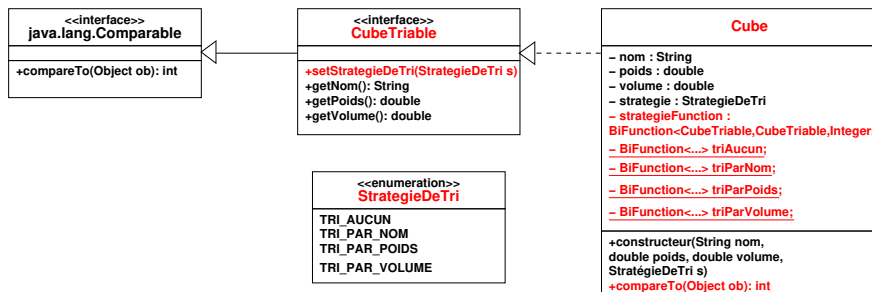 <<interface>>
java.lang.Comparable
+compareTo(Object ob): int
<<interface>>
CubeTriable
+setStrategieDeTri(StrategieDeTri s)
+getNom(): String
+getPoids(): double
+getVolume(): double
<<enumeration>>
StrategieDeTri
TRI_AUCUN
TRI_PAR_NOM
TRI_PAR_POIDS
TRI_PAR_VOLUME
Cube
– nom : String
– poids : double
– volume : double
– strategie : StrategieDeTri
– strategieFunction :
BiFunction<CubeTriable,CubeTriable,Integer>
– BiFunction<...> triAucun;
– BiFunction<...> triParNom;
– BiFunction<...> triParPoids;
– BiFunction<...> triParVolume;
+constructeur(String nom,
double poids, double volume,
StratégieDeTri s)
+compareTo(Object ob): int